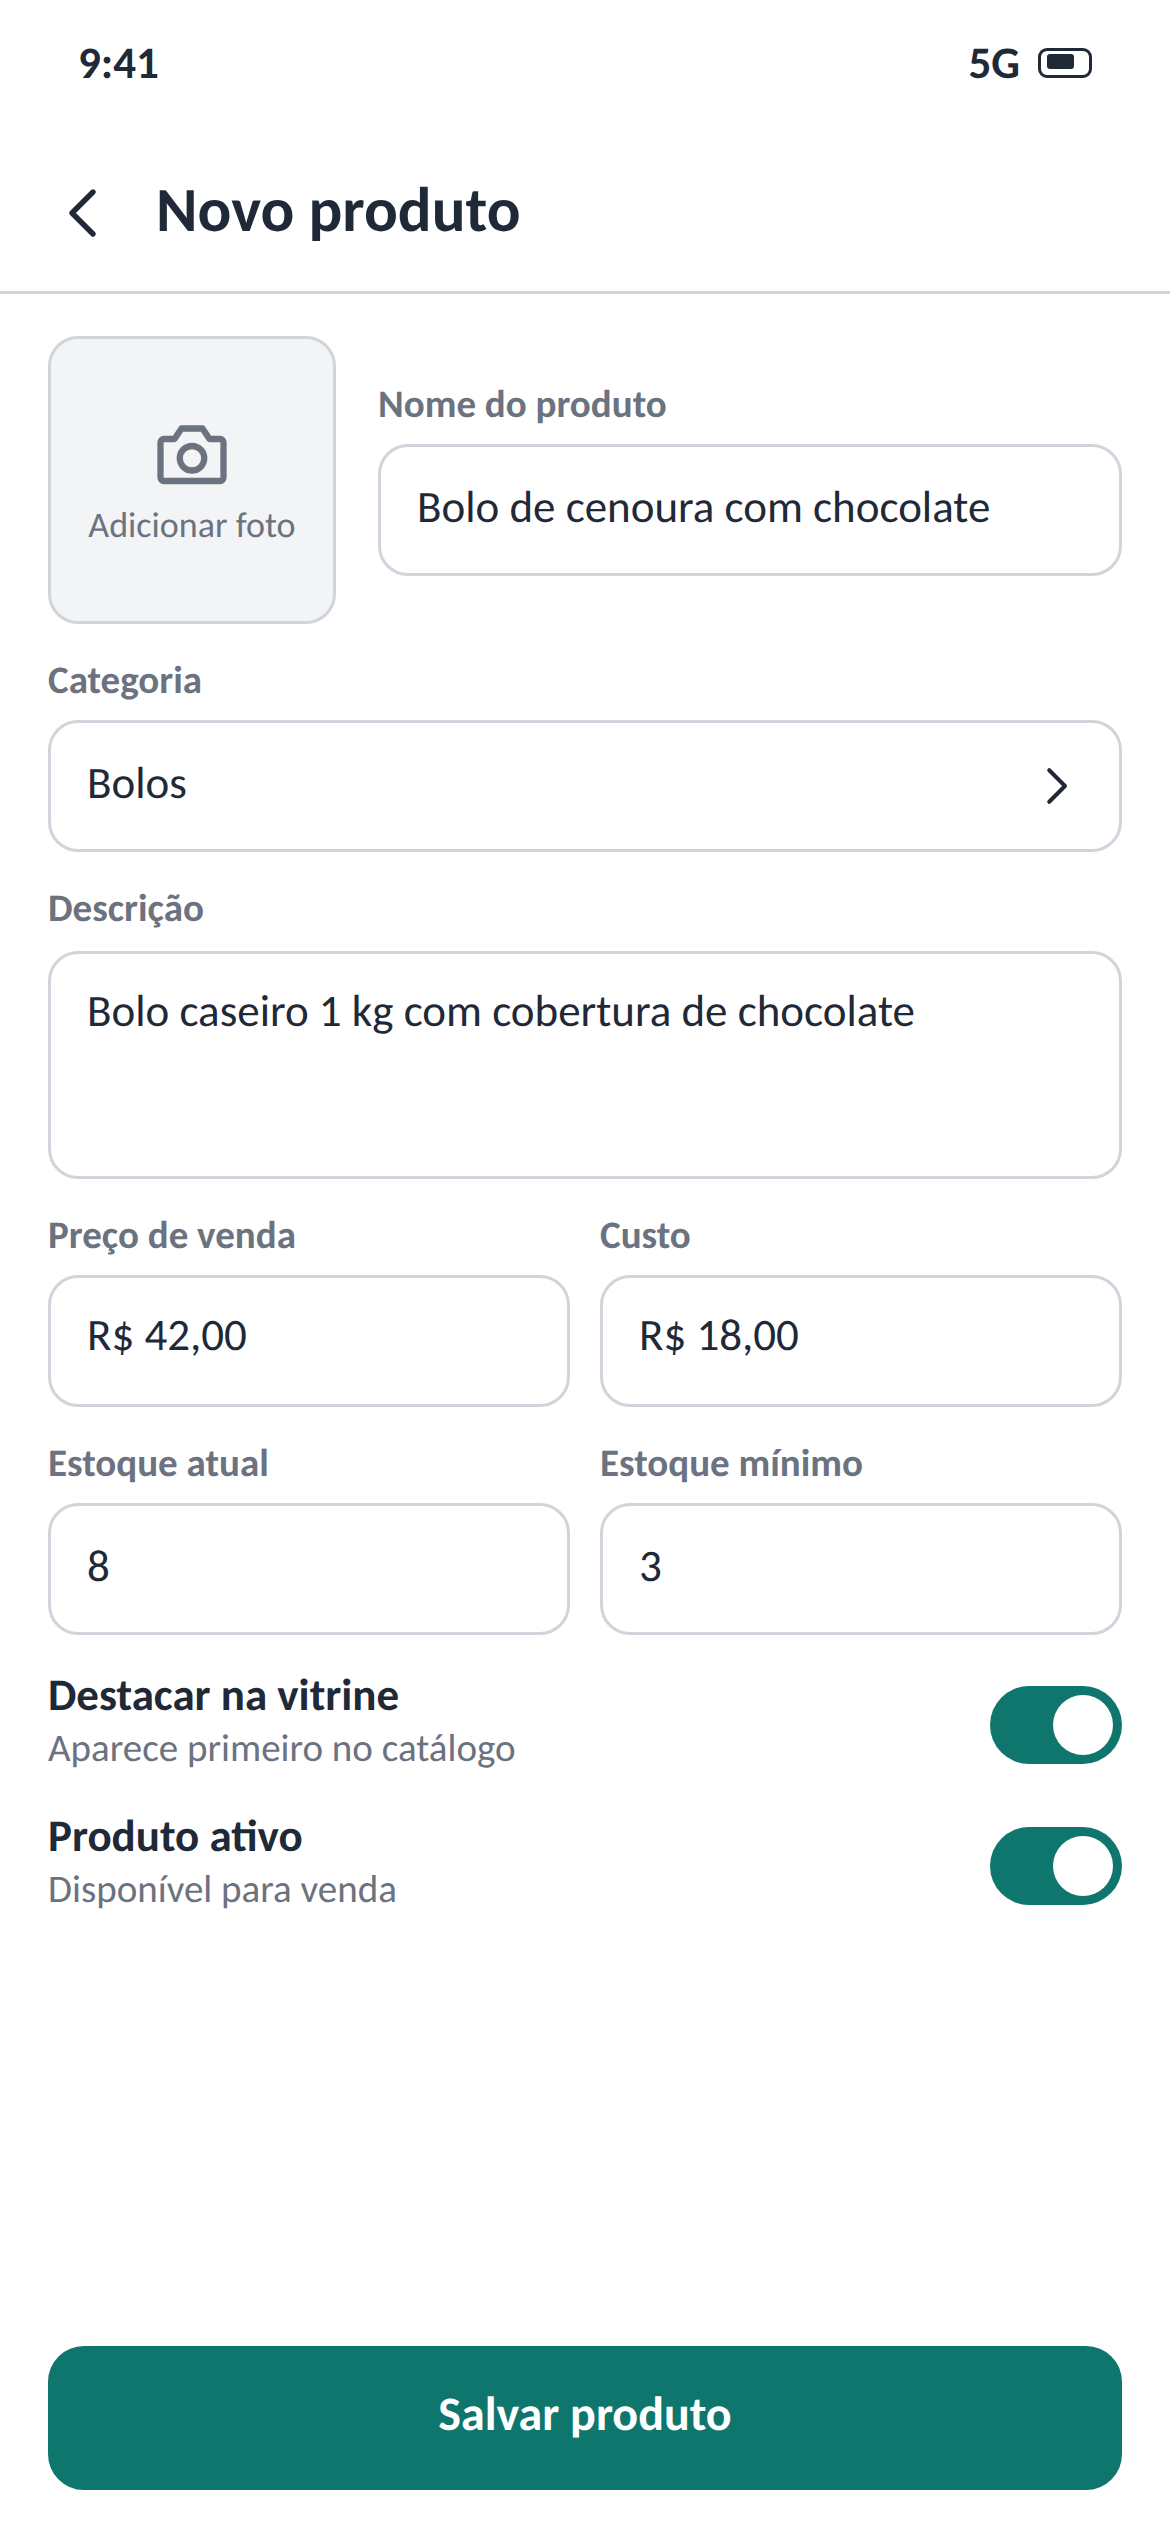 9:41
5G
Novo produto
Adicionar foto
Nome do produto
Bolo de cenoura com chocolate
Categoria
Bolos
Descrição
Bolo caseiro 1 kg com cobertura de chocolate
Preço de venda
Custo
R$ 42,00
R$ 18,00
Estoque atual
Estoque mínimo
8
3
Destacar na vitrine
Aparece primeiro no catálogo
Produto ativo
Disponível para venda
Salvar produto